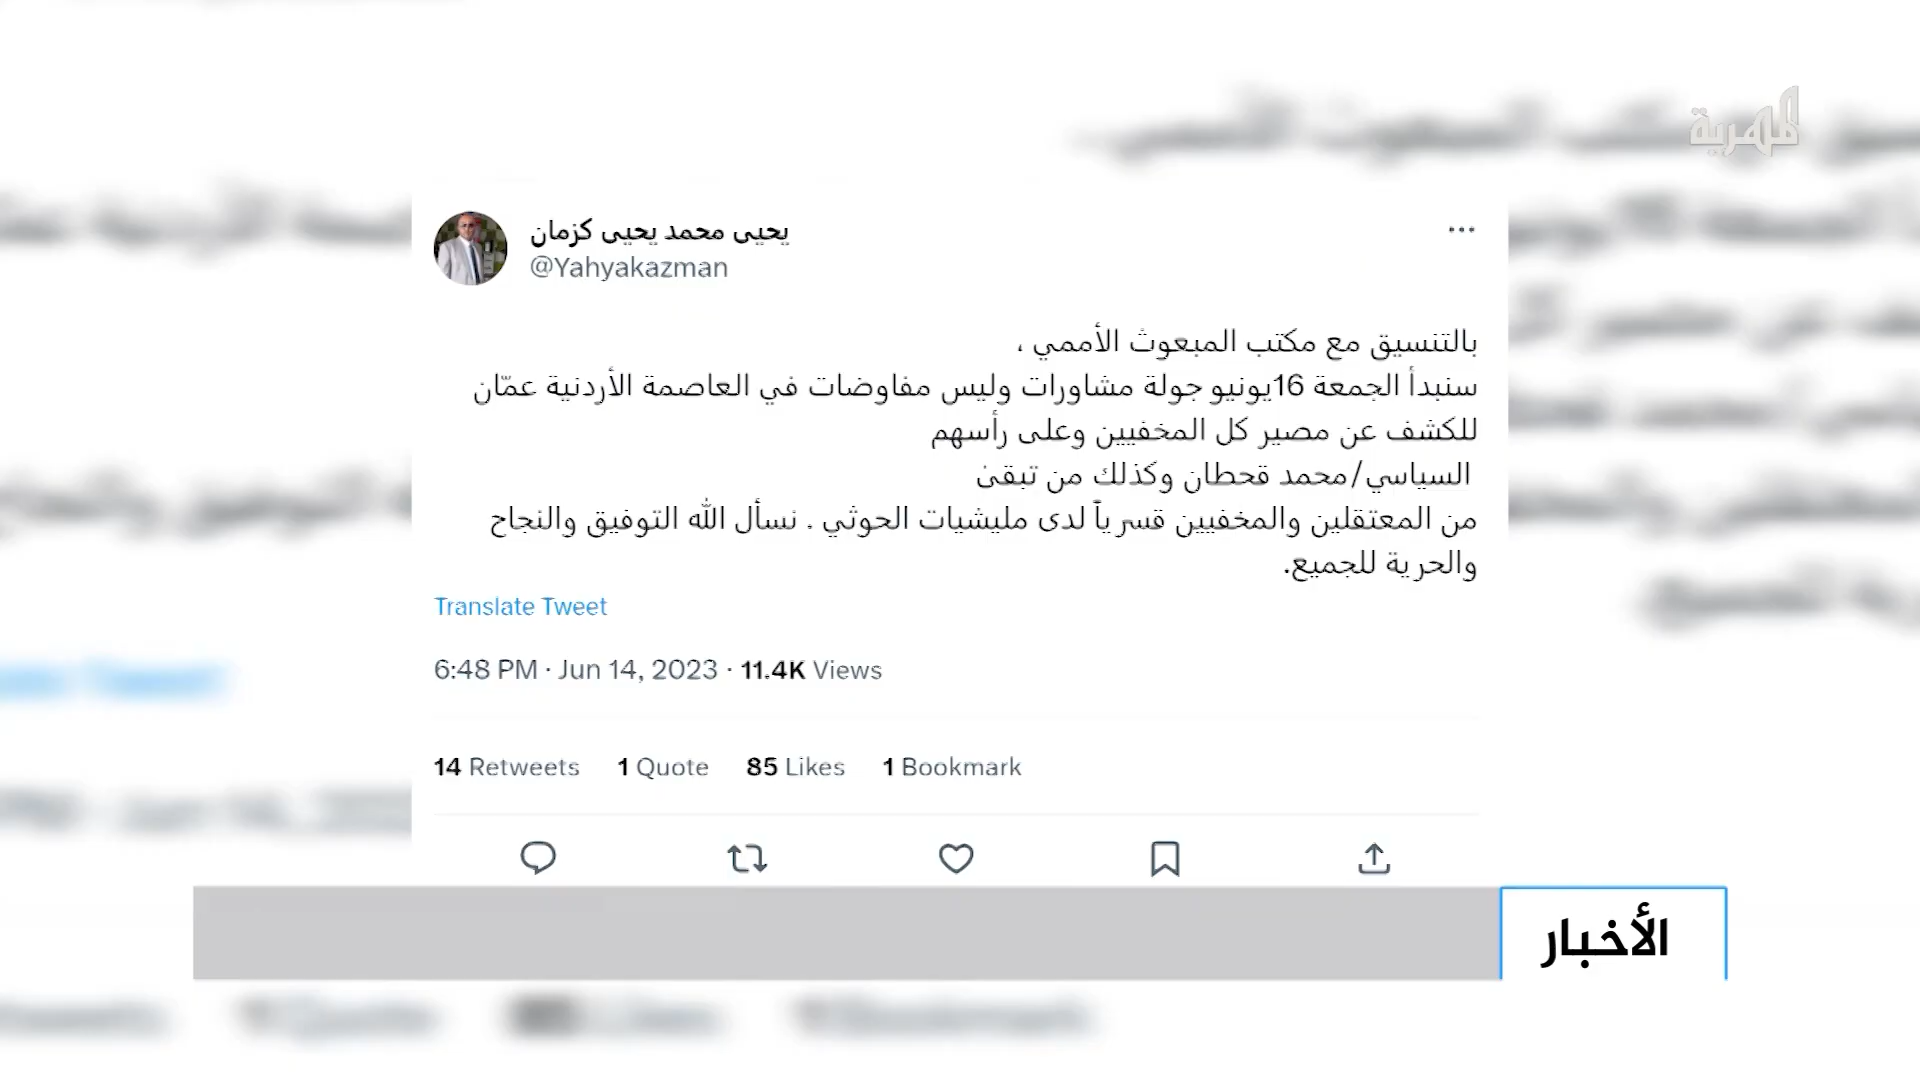 المهرية
يحيى محمد يحيى كزمان
@Yahyakazman
بالتنسيق مع مكتب المبعوث الأممي ،
سنبدأ الجمعة 16يونيو جولة مشاورات وليس مفاوضات في العاصمة الأردنية عمّان
للكشف عن مصير كل المخفيين وعلى رأسهم
السياسي/محمد قحطان وكذلك من تبقى
من المعتقلين والمخفيين قسرياً لدى مليشيات الحوثي . نسأل الله التوفيق والنجاح
والحرية للجميع.
Translate Tweet
6:48 PM · Jun 14, 2023 · 11.4K Views
14 Retweets 1 Quote 85 Likes 1 Bookmark
الأخبار